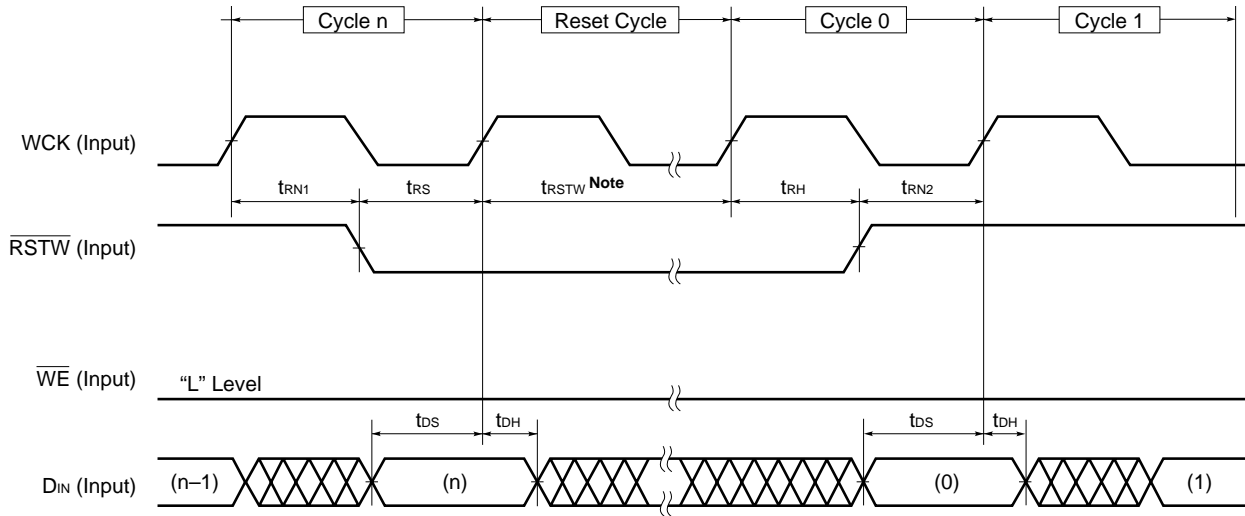 Cycle n Reset Cycle Cycle 0 Cycle 1
WCK (Input)
tRN1 tRS tRSTW Note tRH tRN2
RSTW (Input)
WE (Input) “L” Level
tDS tDH tDS tDH
DIN (Input) (n–1) (n) (0) (1)